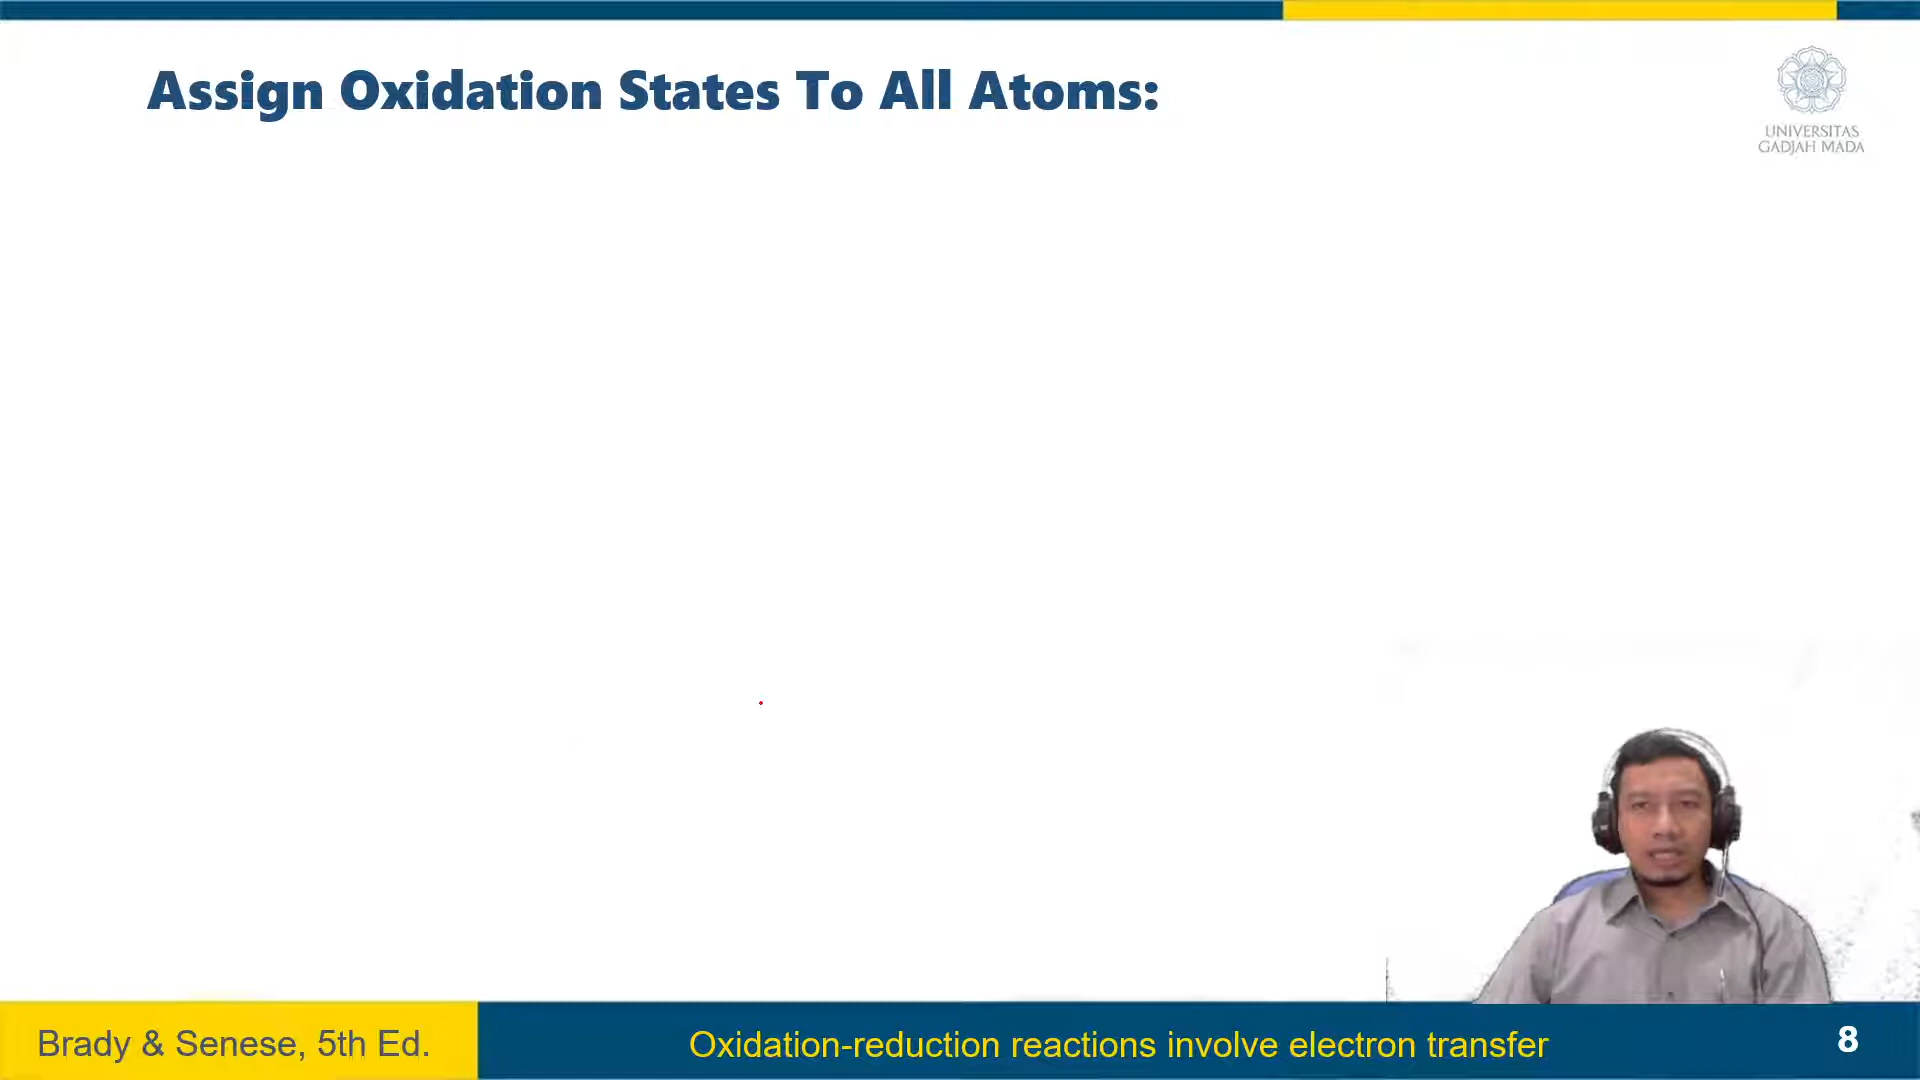 Assign Oxidation States To All Atoms:
UNIVERSITAS
GADJAH MADA
Brady & Senese, 5th Ed.
Oxidation-reduction reactions involve electron transfer
8